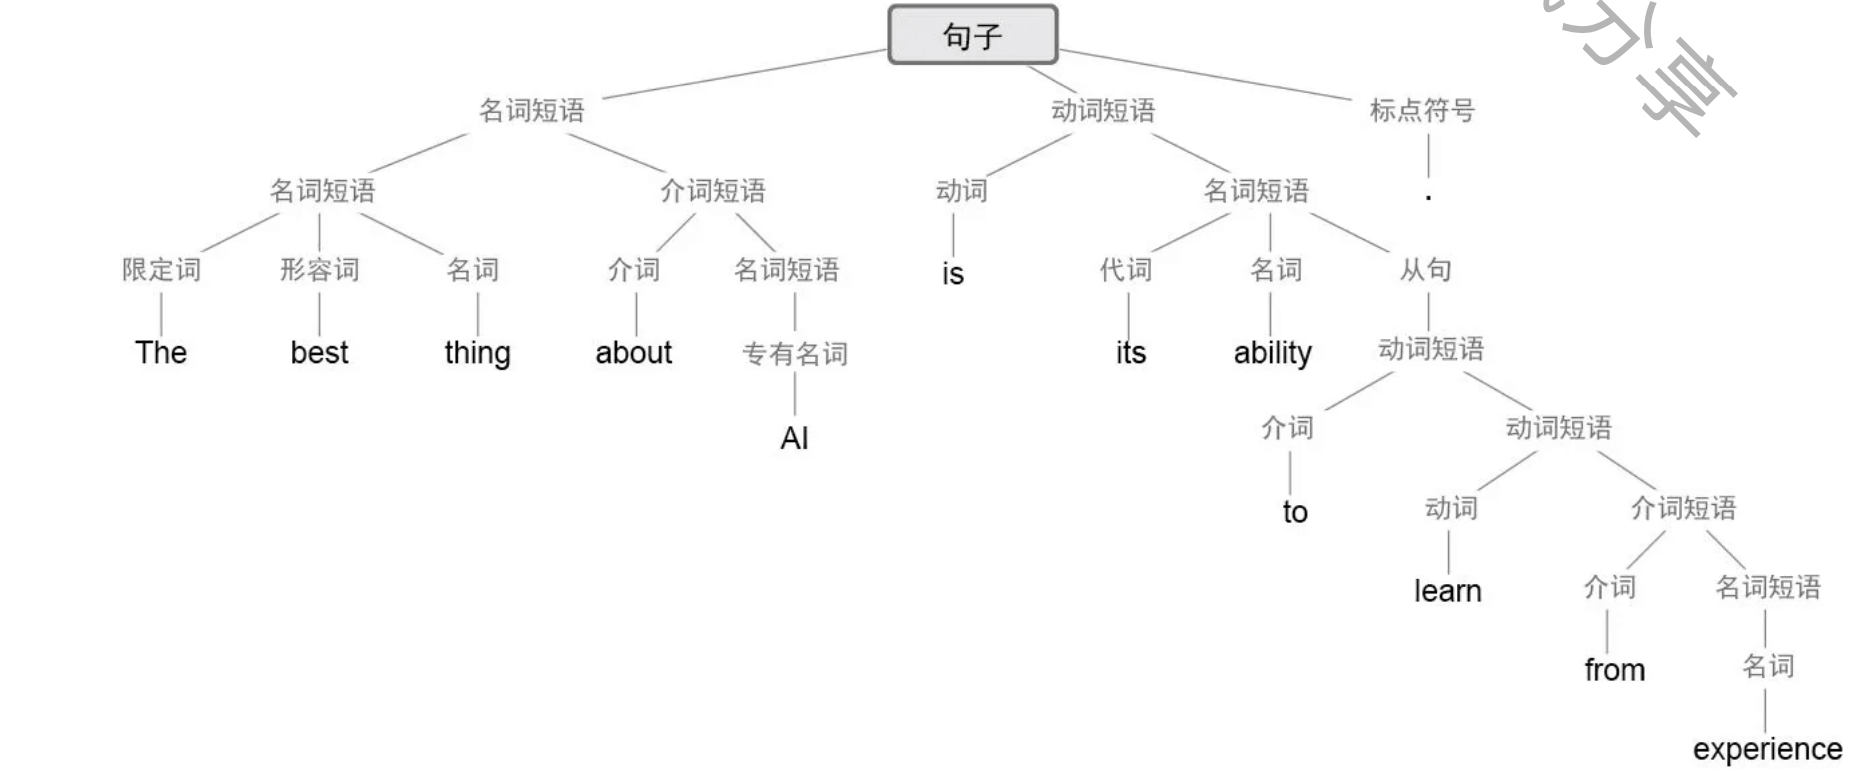 分享
句子
名词短语 动词短语 标点符号
名词短语 介词短语 动词 名词短语 .
限定词 形容词 名词 介词 名词短语 is 代词 名词 从句
The best thing about 专有名词 its ability 动词短语
AI 介词 动词短语
to 动词 介词短语
learn 介词 名词短语
from 名词
experience